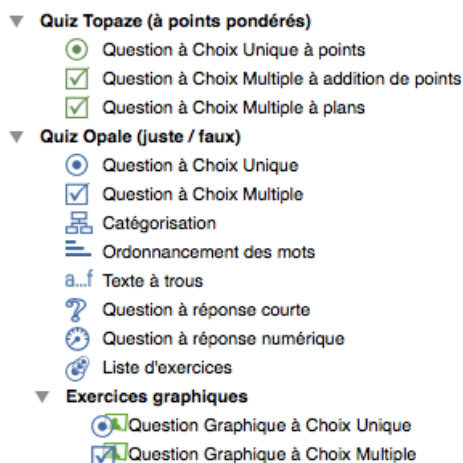 Quiz Topaze (à points pondérés)
Question à Choix Unique à points
Question à Choix Multiple à addition de points
Question à Choix Multiple à plans
Quiz Opale (juste / faux)
Question à Choix Unique
Question à Choix Multiple
Catégorisation
Ordonnancement des mots
a...f Texte à trous
Question à réponse courte
Question à réponse numérique
Liste d'exercices
Exercices graphiques
Question Graphique à Choix Unique
Question Graphique à Choix Multiple